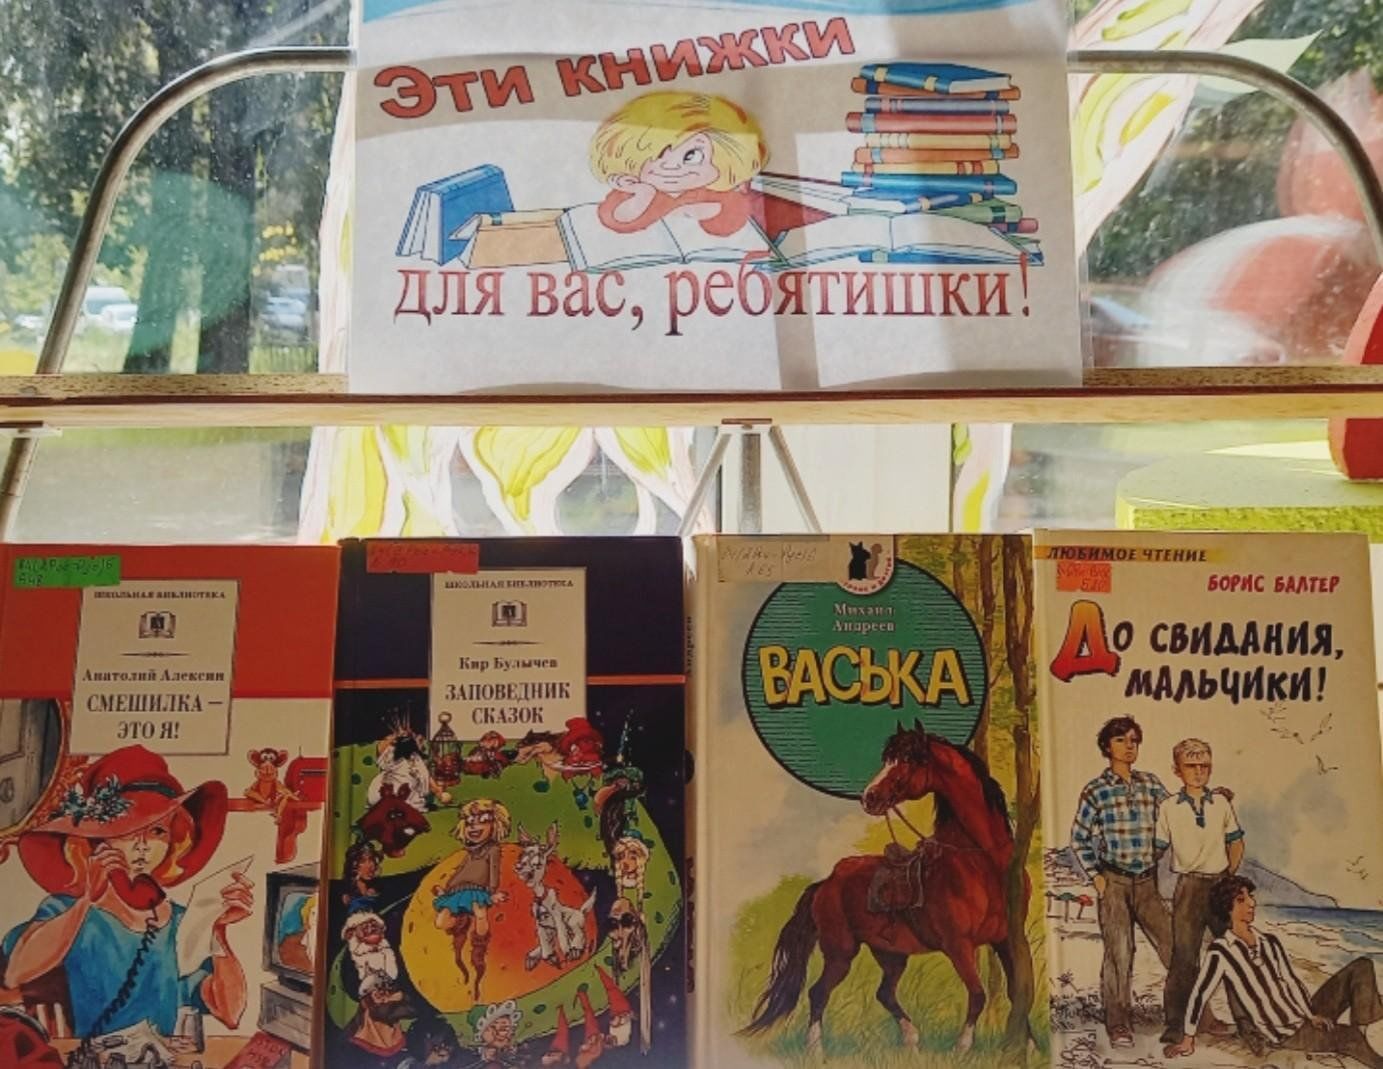 Эти книжки
для вас, ребятишки!
ШКОЛЬНАЯ БИБЛИОТЕКА
Анатолий Алексин
СМЕШИЛКА –
ЭТО Я!
ШКОЛЬНАЯ БИБЛИОТЕКА
Кир Булычев
ЗАПОВЕДНИК
СКАЗОК
Андреев
Михаил
Андреев
ВАСЬКА
ЛЮБИМОЕ ЧТЕНИЕ
БОРИС БАЛТЕР
ДО СВИДАНИЯ,
МАЛЬЧИКИ!